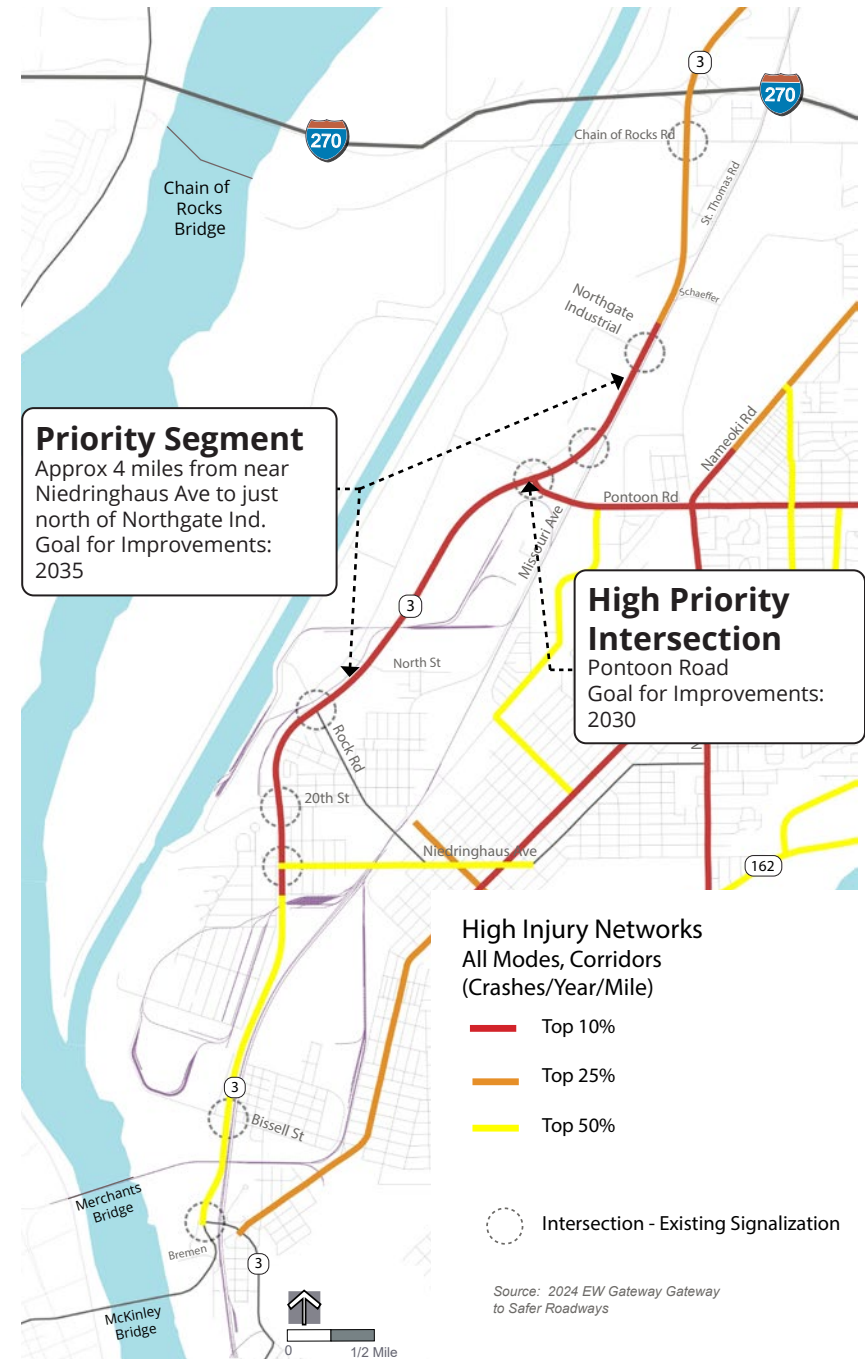 3
270
270
Chain of Rocks Rd
Chain of
Rocks
Bridge
St. Thomas Rd
Schaeffer
Northgate
Industrial
Priority Segment
Approx 4 miles from near
Niedringhaus Ave to just
north of Northgate Ind.
Goal for Improvements:
2035
Nameoki Rd
Pontoon Rd
Missouri Ave
3
High Priority
Intersection
Pontoon Road
Goal for Improvements:
2030
North St
Rock Rd
20th St
Niedringhaus Ave
162
High Injury Networks
All Modes, Corridors
(Crashes/Year/Mile)
Top 10%
Top 25%
Top 50%
3
Bissell St
Merchants
Bridge
Intersection - Existing Signalization
Bremen
3
McKinley
Bridge
Source: 2024 EW Gateway Gateway
to Safer Roadways
0
1/2 Mile